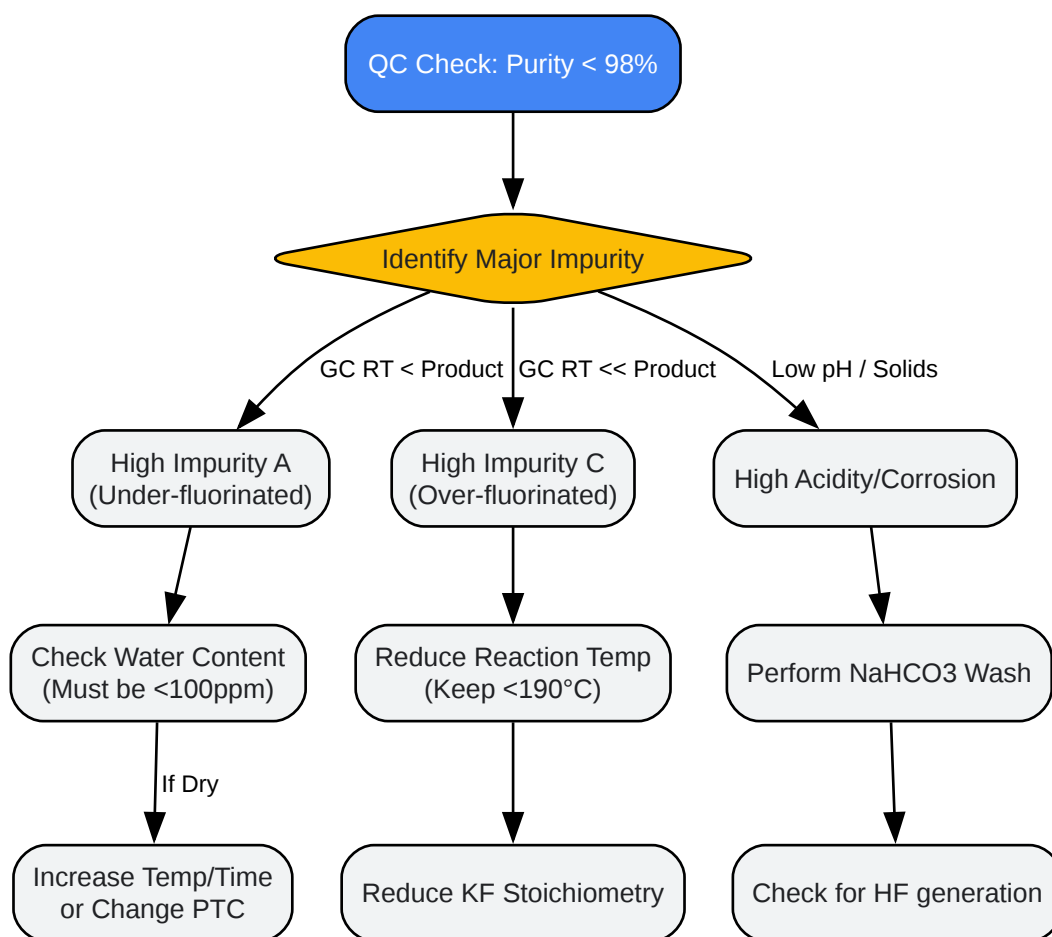 QC Check: Purity < 98%
Identify Major Impurity
GC RT < Product
GC RT << Product
Low pH / Solids
High Impurity A
(Under-fluorinated)
High Impurity C
(Over-fluorinated)
High Acidity/Corrosion
Check Water Content
(Must be <100ppm)
Reduce Reaction Temp
(Keep <190°C)
Perform NaHCO3 Wash
If Dry
Increase Temp/Time
or Change PTC
Reduce KF Stoichiometry
Check for HF generation